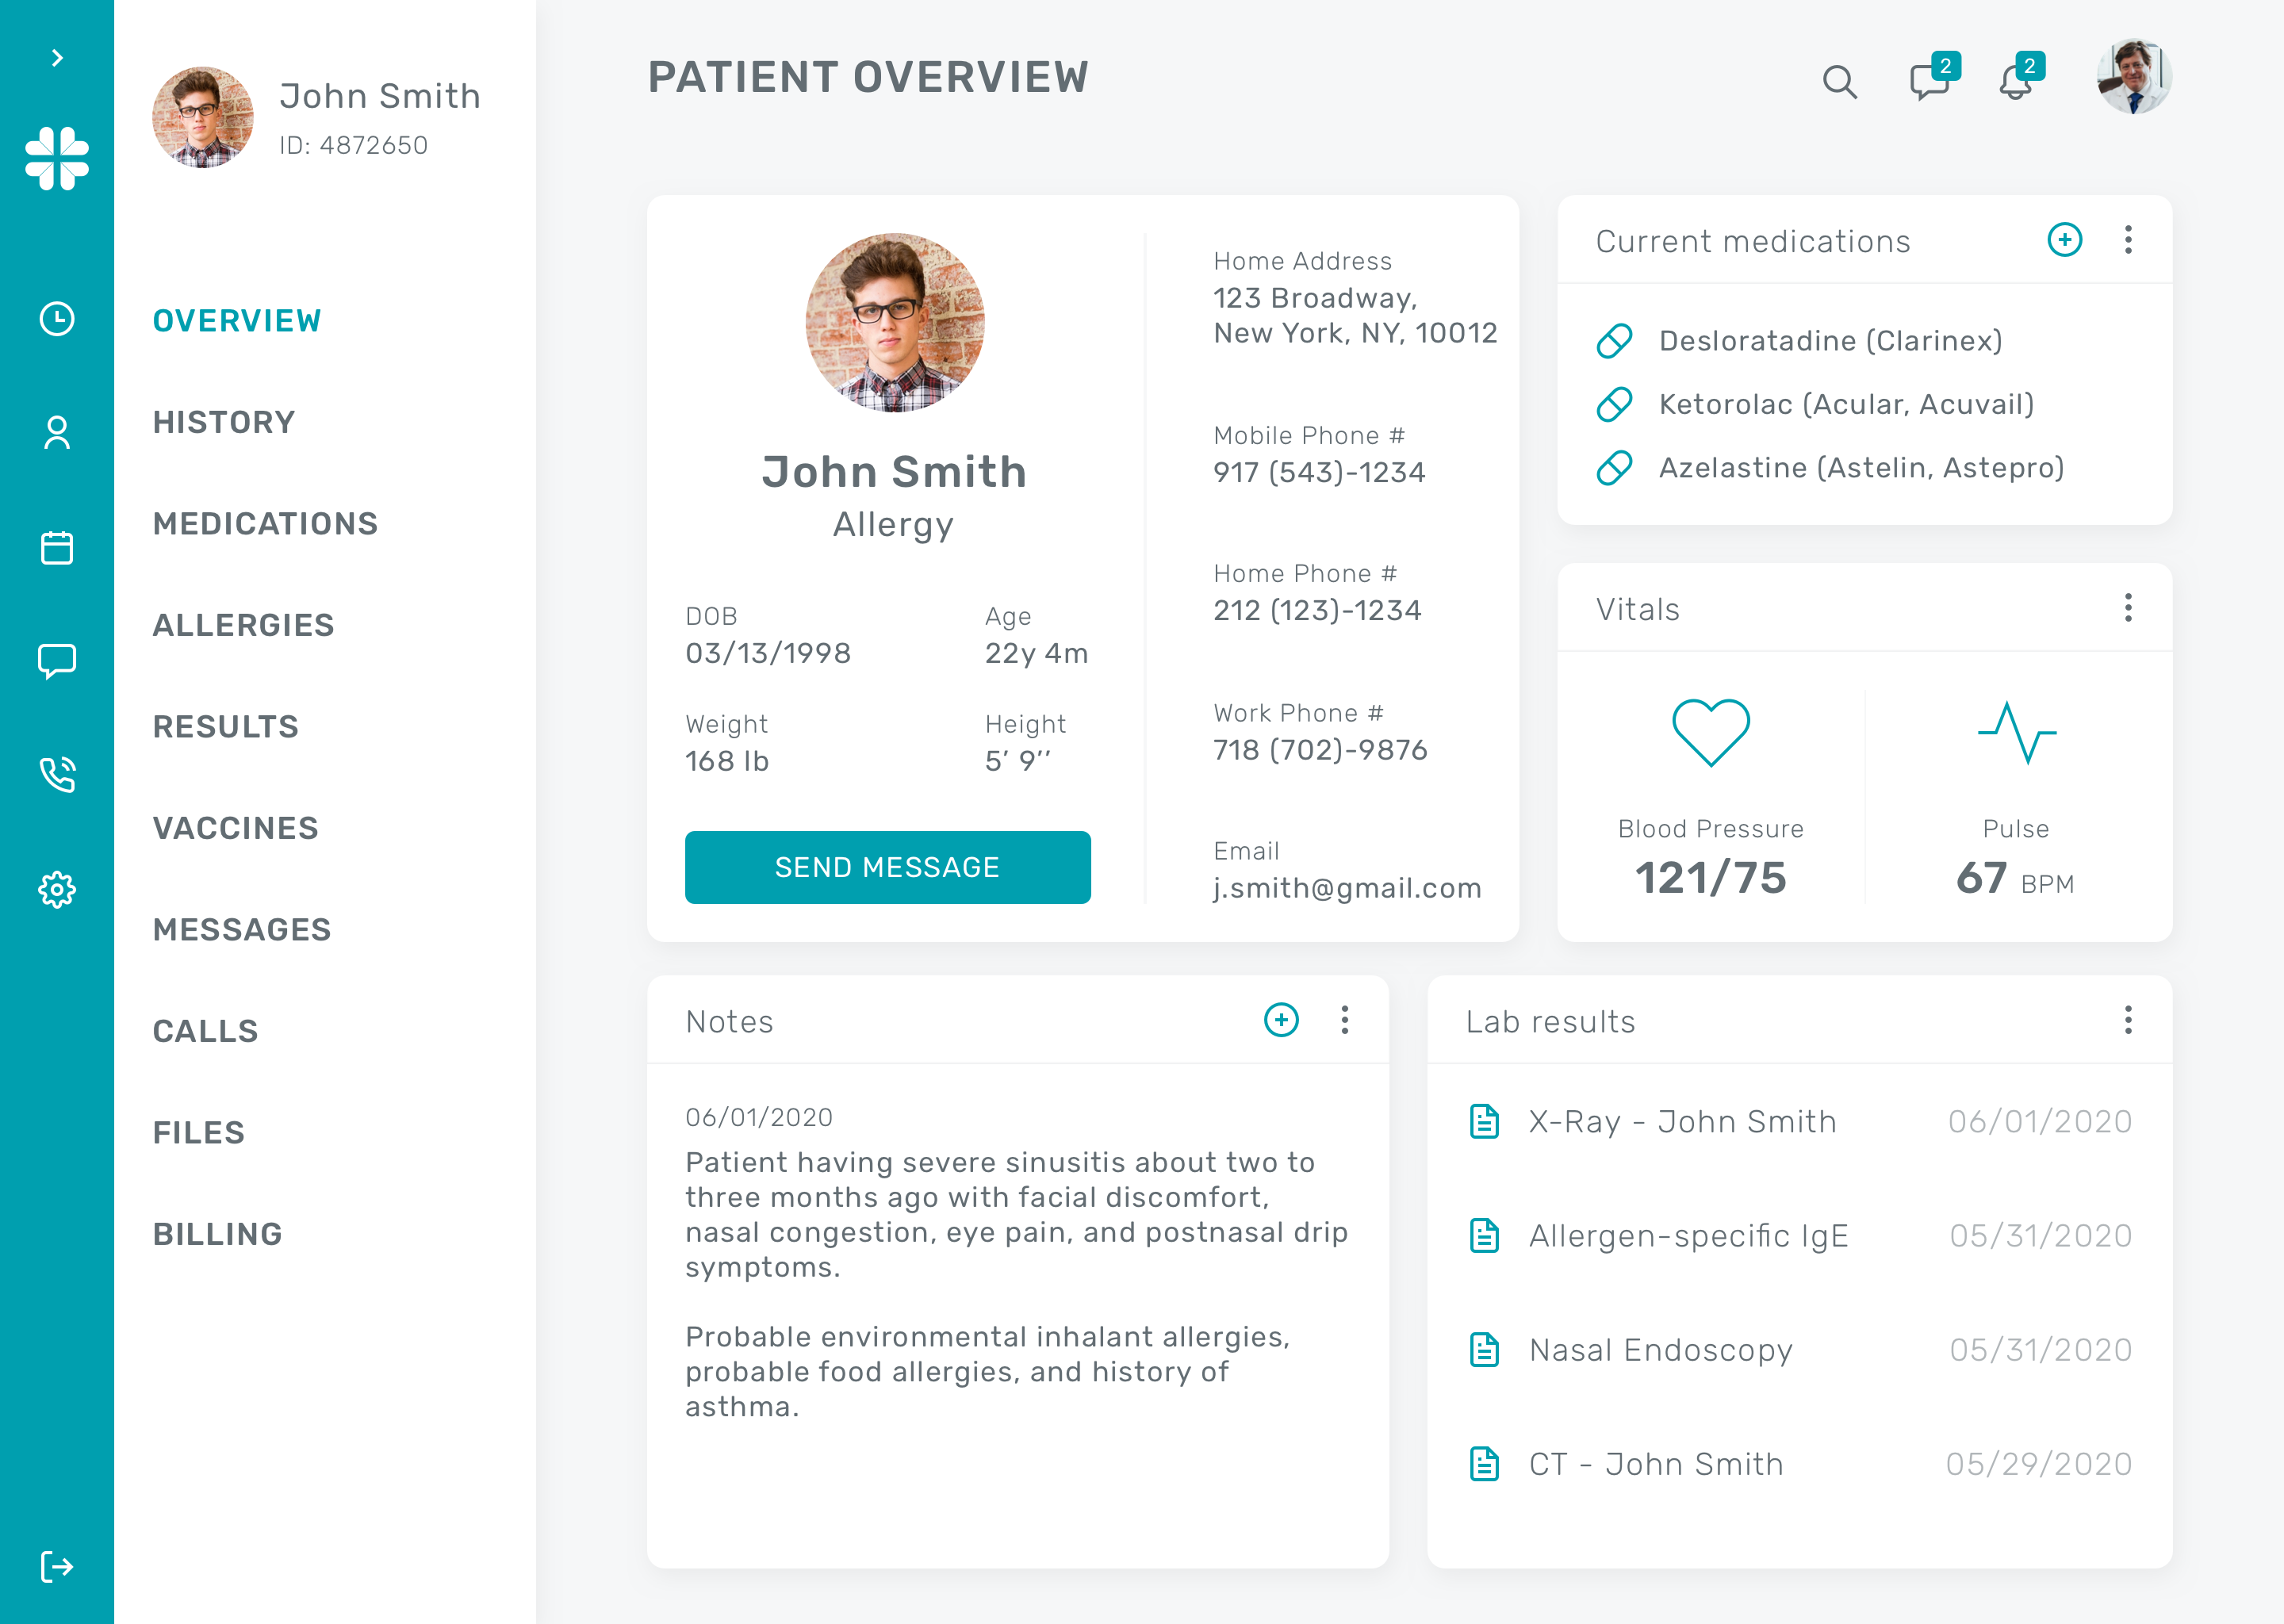 John Smith
ID: 4872650
OVERVIEW
HISTORY
MEDICATIONS
ALLERGIES
RESULTS
VACCINES
MESSAGES
CALLS
FILES
BILLING
PATIENT OVERVIEW
2
2
John Smith
Allergy
DOB
03/13/1998
Age
22y 4m
Weight
168 lb
Height
5’ 9’’
SEND MESSAGE
Home Address
123 Broadway,
New York, NY, 10012
Mobile Phone #
917 (543)-1234
Home Phone #
212 (123)-1234
Work Phone #
718 (702)-9876
Email
j.smith@gmail.com
Current medications
Desloratadine (Clarinex)
Ketorolac (Acular, Acuvail)
Azelastine (Astelin, Astepro)
Vitals
Blood Pressure
121/75
Pulse
67 BPM
Notes
06/01/2020
Patient having severe sinusitis about two to
three months ago with facial discomfort,
nasal congestion, eye pain, and postnasal drip
symptoms.
Probable environmental inhalant allergies,
probable food allergies, and history of
asthma.
Lab results
X-Ray - John Smith 06/01/2020
Allergen-specific IgE 05/31/2020
Nasal Endoscopy 05/31/2020
CT - John Smith 05/29/2020